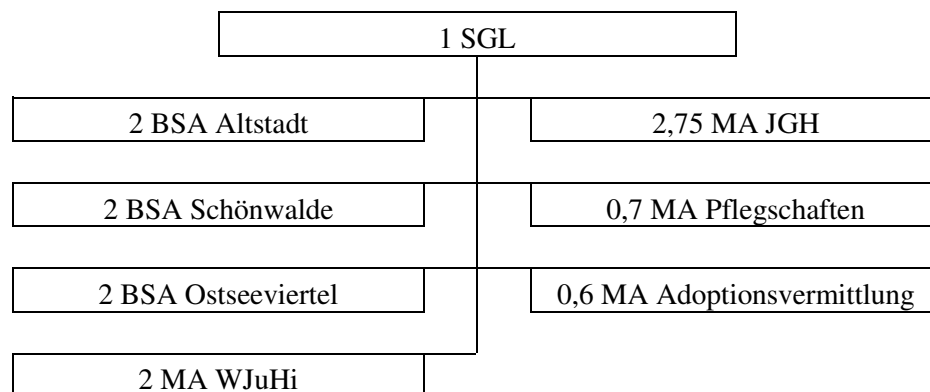 1 SGL
2 BSA Altstadt
2,75 MA JGH
2 BSA Schönwalde
0,7 MA Pflegschaften
2 BSA Ostseeviertel
0,6 MA Adoptionsvermittlung
2 MA WJuHi